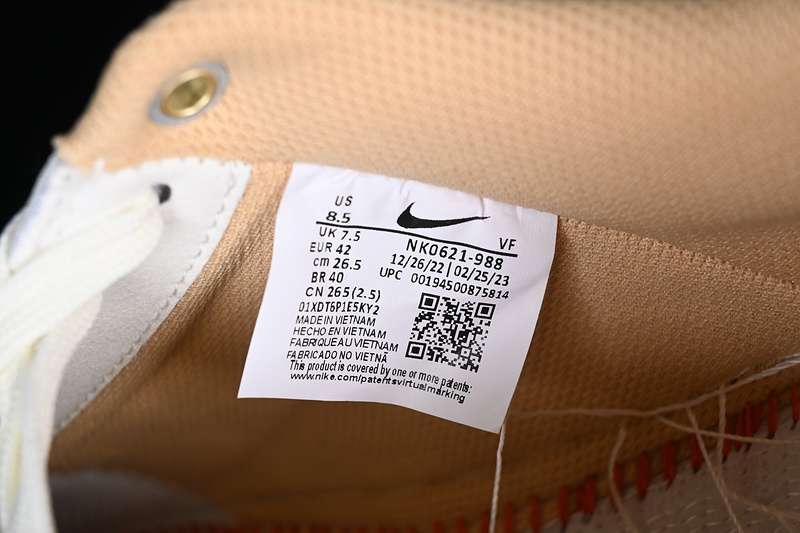 US
8.5
UK 7.5
EUR 42
cm 26.5
BR 40
CN 265(2.5)
VF
NK0621-988
12/26/22 | 02/25/23
UPC 00194500875814
01XDT6P1E5KY2
MADE IN VIETNAM
HECHO EN VIETNAM
FABRIQUE AU VIETNAM
FABRICADO NO VIETNÃ
This product is covered by one or more patents:
www.nike.com/patentsvirtualmarking